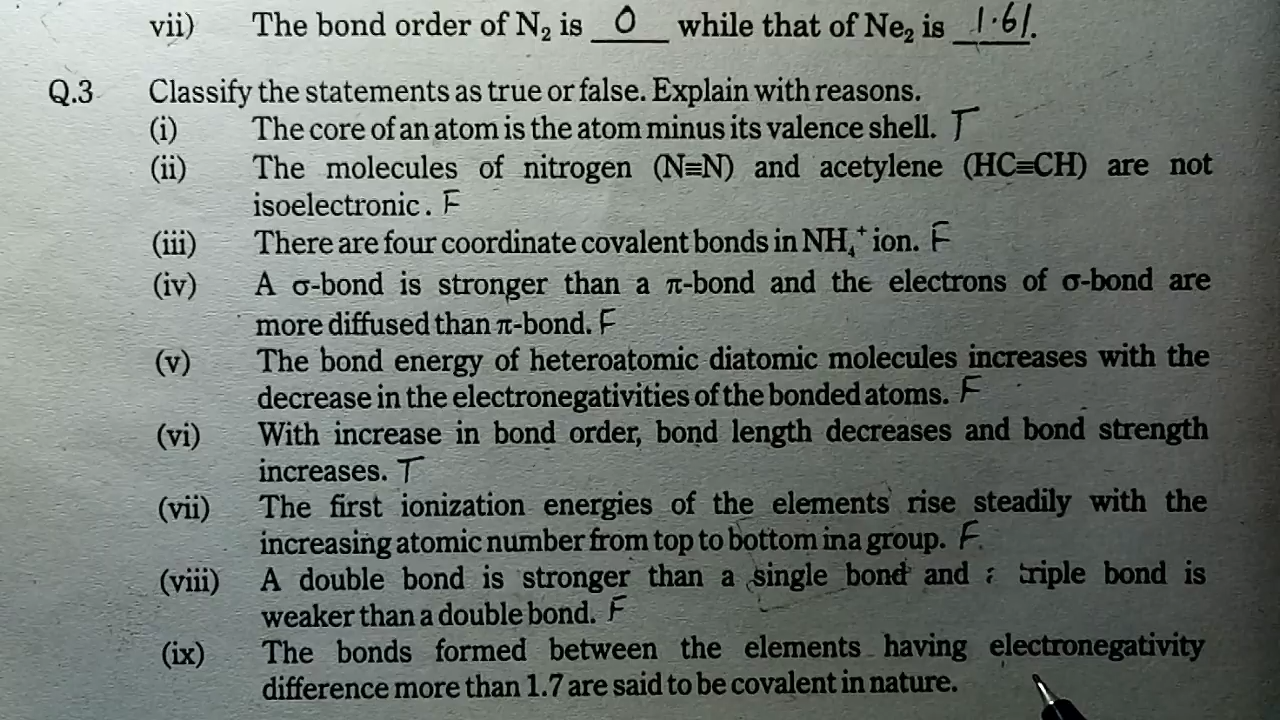 vii) The bond order of N₂ is 0 while that of Ne₂ is 1.61.
Q.3 Classify the statements as true or false. Explain with reasons.
(i) The core of an atom is the atom minus its valence shell. T
(ii) The molecules of nitrogen (N≡N) and acetylene (HC≡CH) are not
isoelectronic. F
(iii) There are four coordinate covalent bonds in NH₄⁺ ion. F
(iv) A σ-bond is stronger than a π-bond and the electrons of σ-bond are
more diffused than π-bond. F
(v) The bond energy of heteroatomic diatomic molecules increases with the
decrease in the electronegativities of the bonded atoms. F
(vi) With increase in bond order, bond length decreases and bond strength
increases. T
(vii) The first ionization energies of the elements rise steadily with the
increasing atomic number from top to bottom in a group. F.
(viii) A double bond is stronger than a single bond and a triple bond is
weaker than a double bond. F
(ix) The bonds formed between the elements having electronegativity
difference more than 1.7 are said to be covalent in nature.